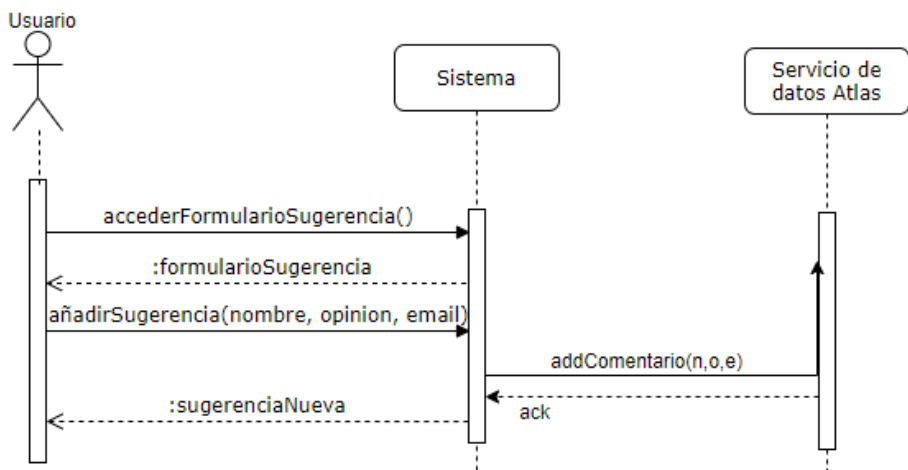 Usuario
Sistema
Servicio de
datos Atlas
accederFormularioSugerencia()
:formularioSugerencia
añadirSugerencia(nombre, opinion, email)
addComentario(n,o,e)
:sugerenciaNueva
ack